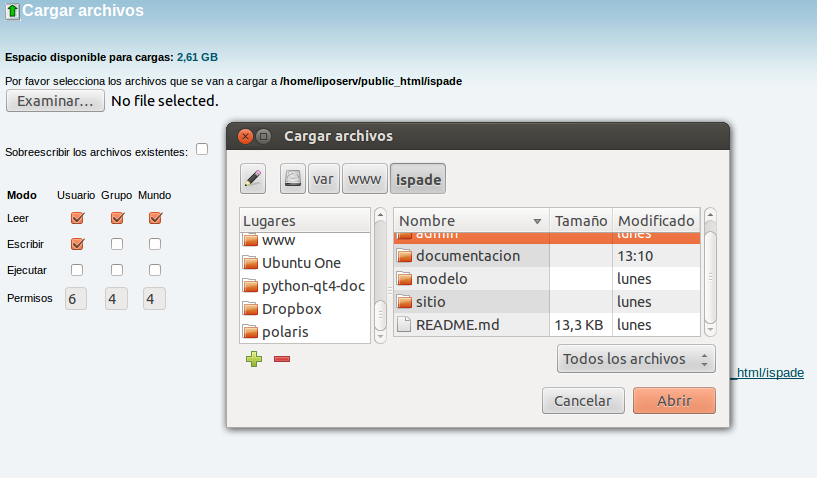 Cargar archivos
Espacio disponible para cargas: 2,61 GB
Por favor selecciona los archivos que se van a cargar a /home/liposerv/public_html/ispade
Examinar... No file selected.
Sobreescribir los archivos existentes:
Modo Usuario Grupo Mundo
Leer
Escribir
Ejecutar
Permisos 6 4 4
Cargar archivos
var www ispade
Lugares
www
Ubuntu One
python-qt4-doc
Dropbox
polaris
Nombre Tamaño Modificado
admin lunes
documentacion 13:10
modelo lunes
sitio lunes
README.md 13,3 KB lunes
Todos los archivos
Cancelar Abrir
_html/ispade